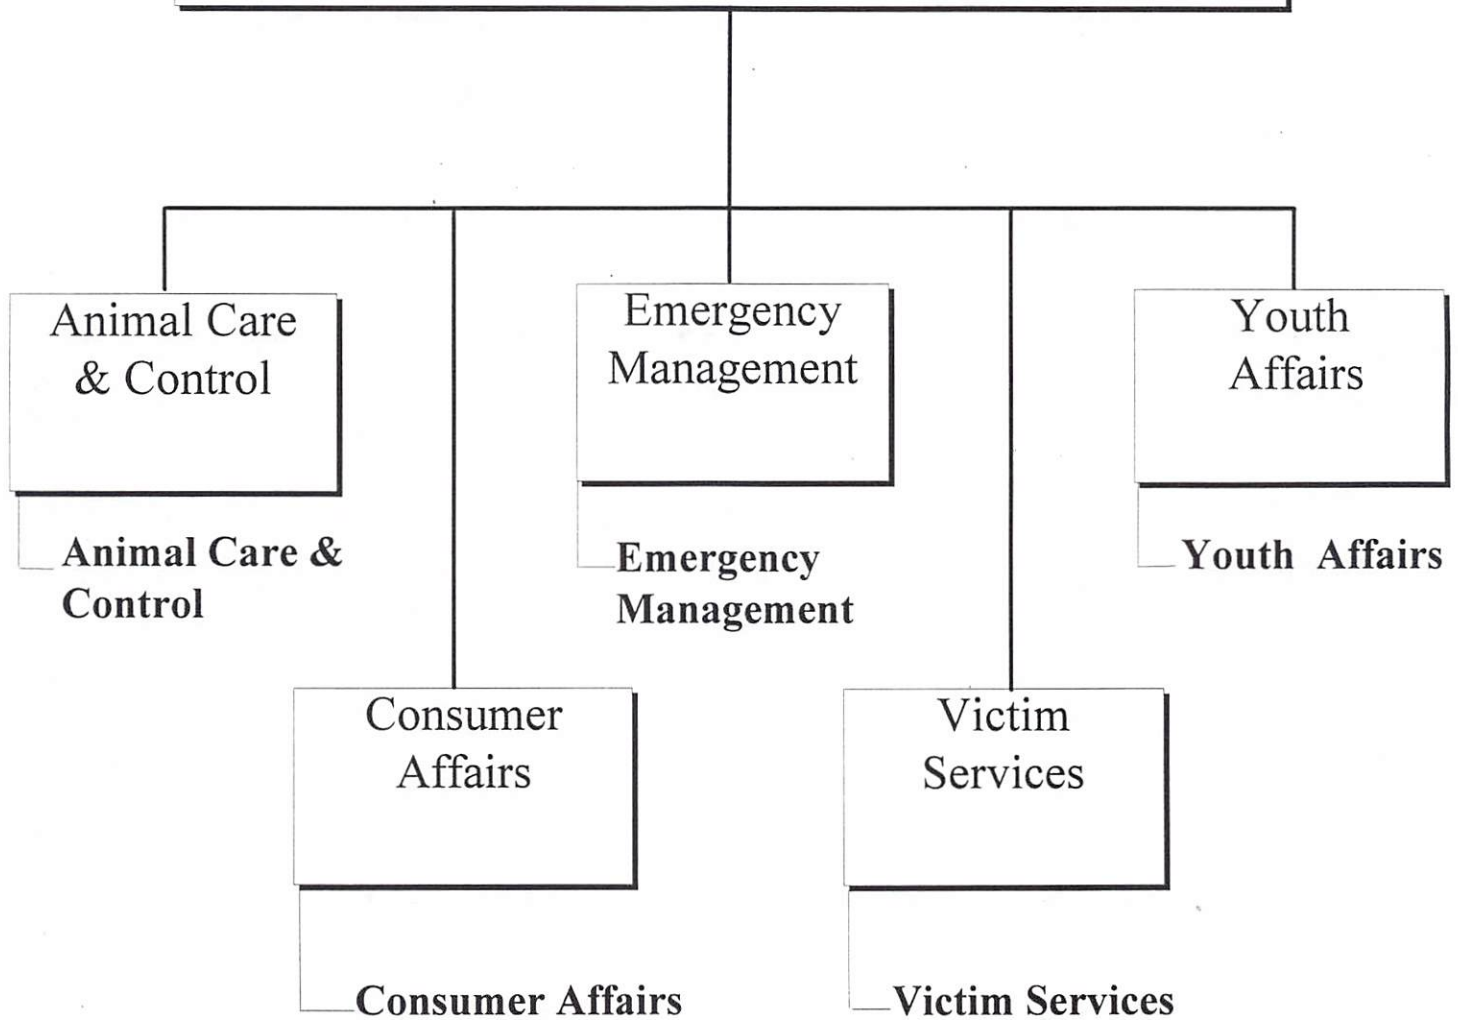 Animal Care
& Control
Emergency
Management
Youth
Affairs
Animal Care &
Control
Emergency
Management
Youth Affairs
Consumer
Affairs
Victim
Services
Consumer Affairs
Victim Services